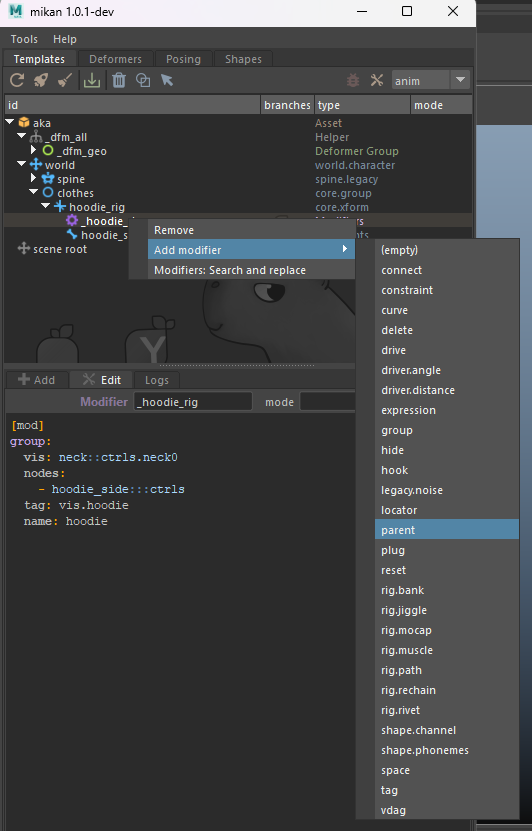 mikan 1.0.1-dev
Tools Help
Templates Deformers Posing Shapes
anim
id branches type mode
aka Asset
_dfm_all Helper
_dfm_geo Deformer Group
world world.character
spine spine.legacy
clothes core.group
hoodie_rig core.xform
_hoodie_
hoodie_s
scene root
Remove
Add modifier
Modifiers: Search and replace
(empty)
connect
constraint
curve
delete
drive
driver.angle
driver.distance
expression
group
hide
hook
legacy.noise
locator
parent
plug
reset
rig.bank
rig.jiggle
rig.mocap
rig.muscle
rig.path
rig.rechain
rig.rivet
shape.channel
shape.phonemes
space
tag
vdag
Y
Add Edit Logs
Modifier _hoodie_rig mode
[mod]
group:
vis: neck::ctrls.neck0
nodes:
- hoodie_side:::ctrls
tag: vis.hoodie
name: hoodie